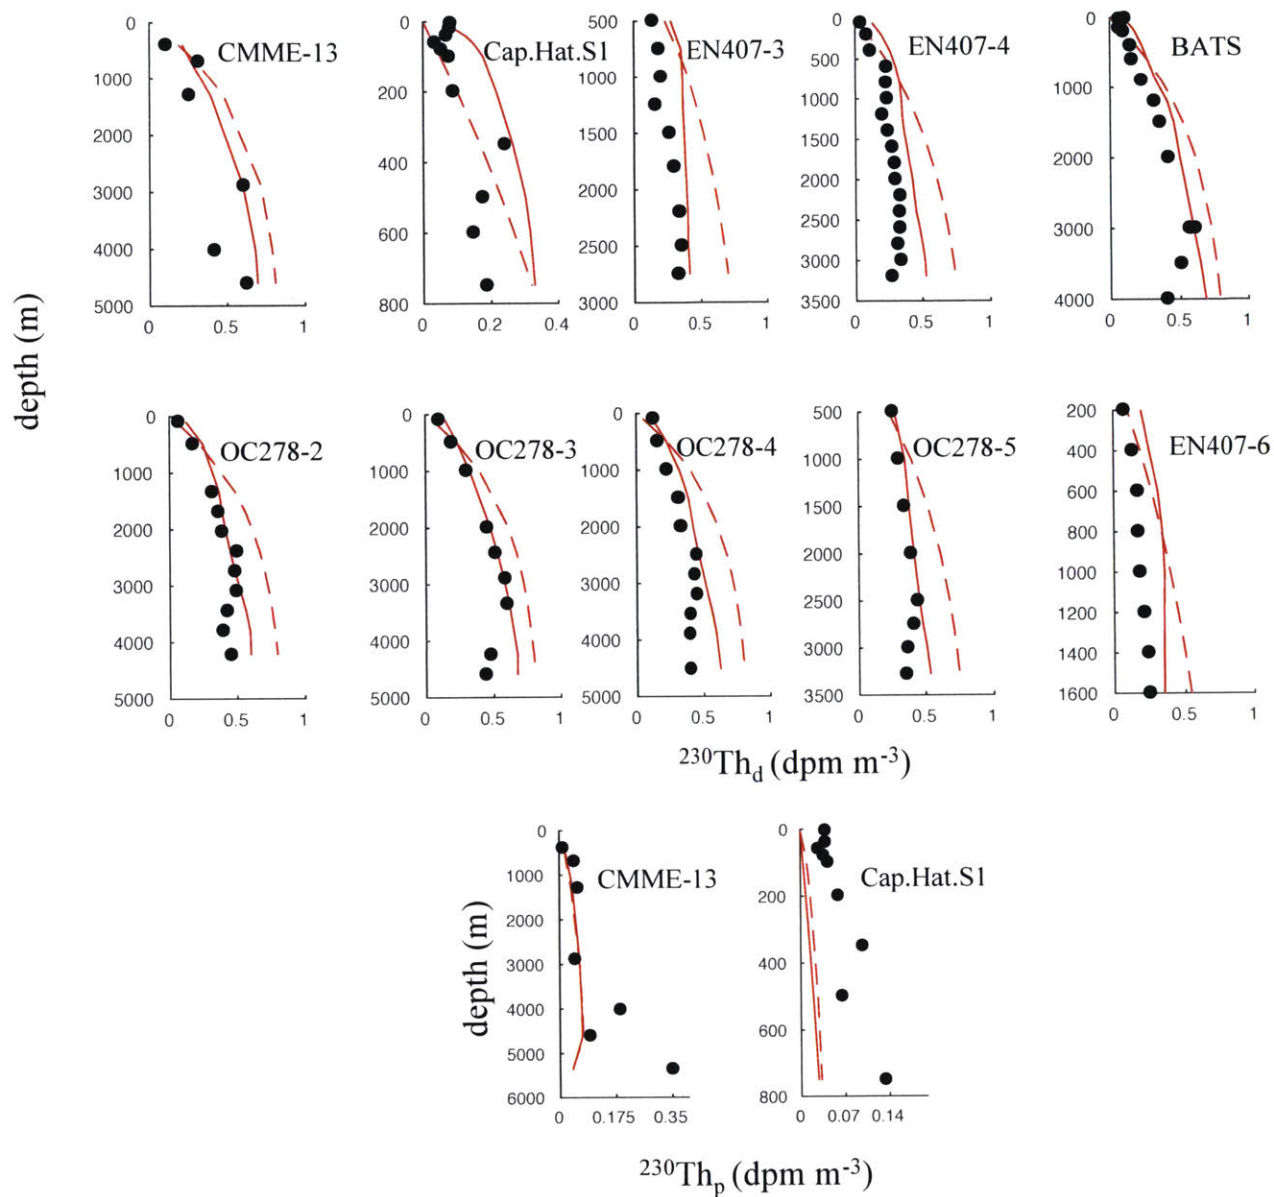 0
1000
2000
3000
4000
5000
CMME-13
0 0.5 1
0
200
400
600
800
Cap.Hat.S1
0 0.2 0.4
500
1000
1500
2000
2500
3000
EN407-3
0 0.5 1
0
500
1000
1500
2000
2500
3000
3500
EN407-4
0 0.5 1
0
1000
2000
3000
4000
BATS
0 0.5 1
depth (m)
0
1000
2000
3000
4000
5000
OC278-2
0 0.5 1
0
1000
2000
3000
4000
5000
OC278-3
0 0.5 1
0
1000
2000
3000
4000
5000
OC278-4
0 0.5 1
500
1000
1500
2000
2500
3000
3500
OC278-5
0 0.5 1
200
400
600
800
1000
1200
1400
1600
EN407-6
0 0.5 1
²³⁰Th_d (dpm m⁻³)
depth (m)
0
1000
2000
3000
4000
5000
6000
CMME-13
0 0.175 0.35
0
200
400
600
800
Cap.Hat.S1
0 0.07 0.14
²³⁰Th_p (dpm m⁻³)